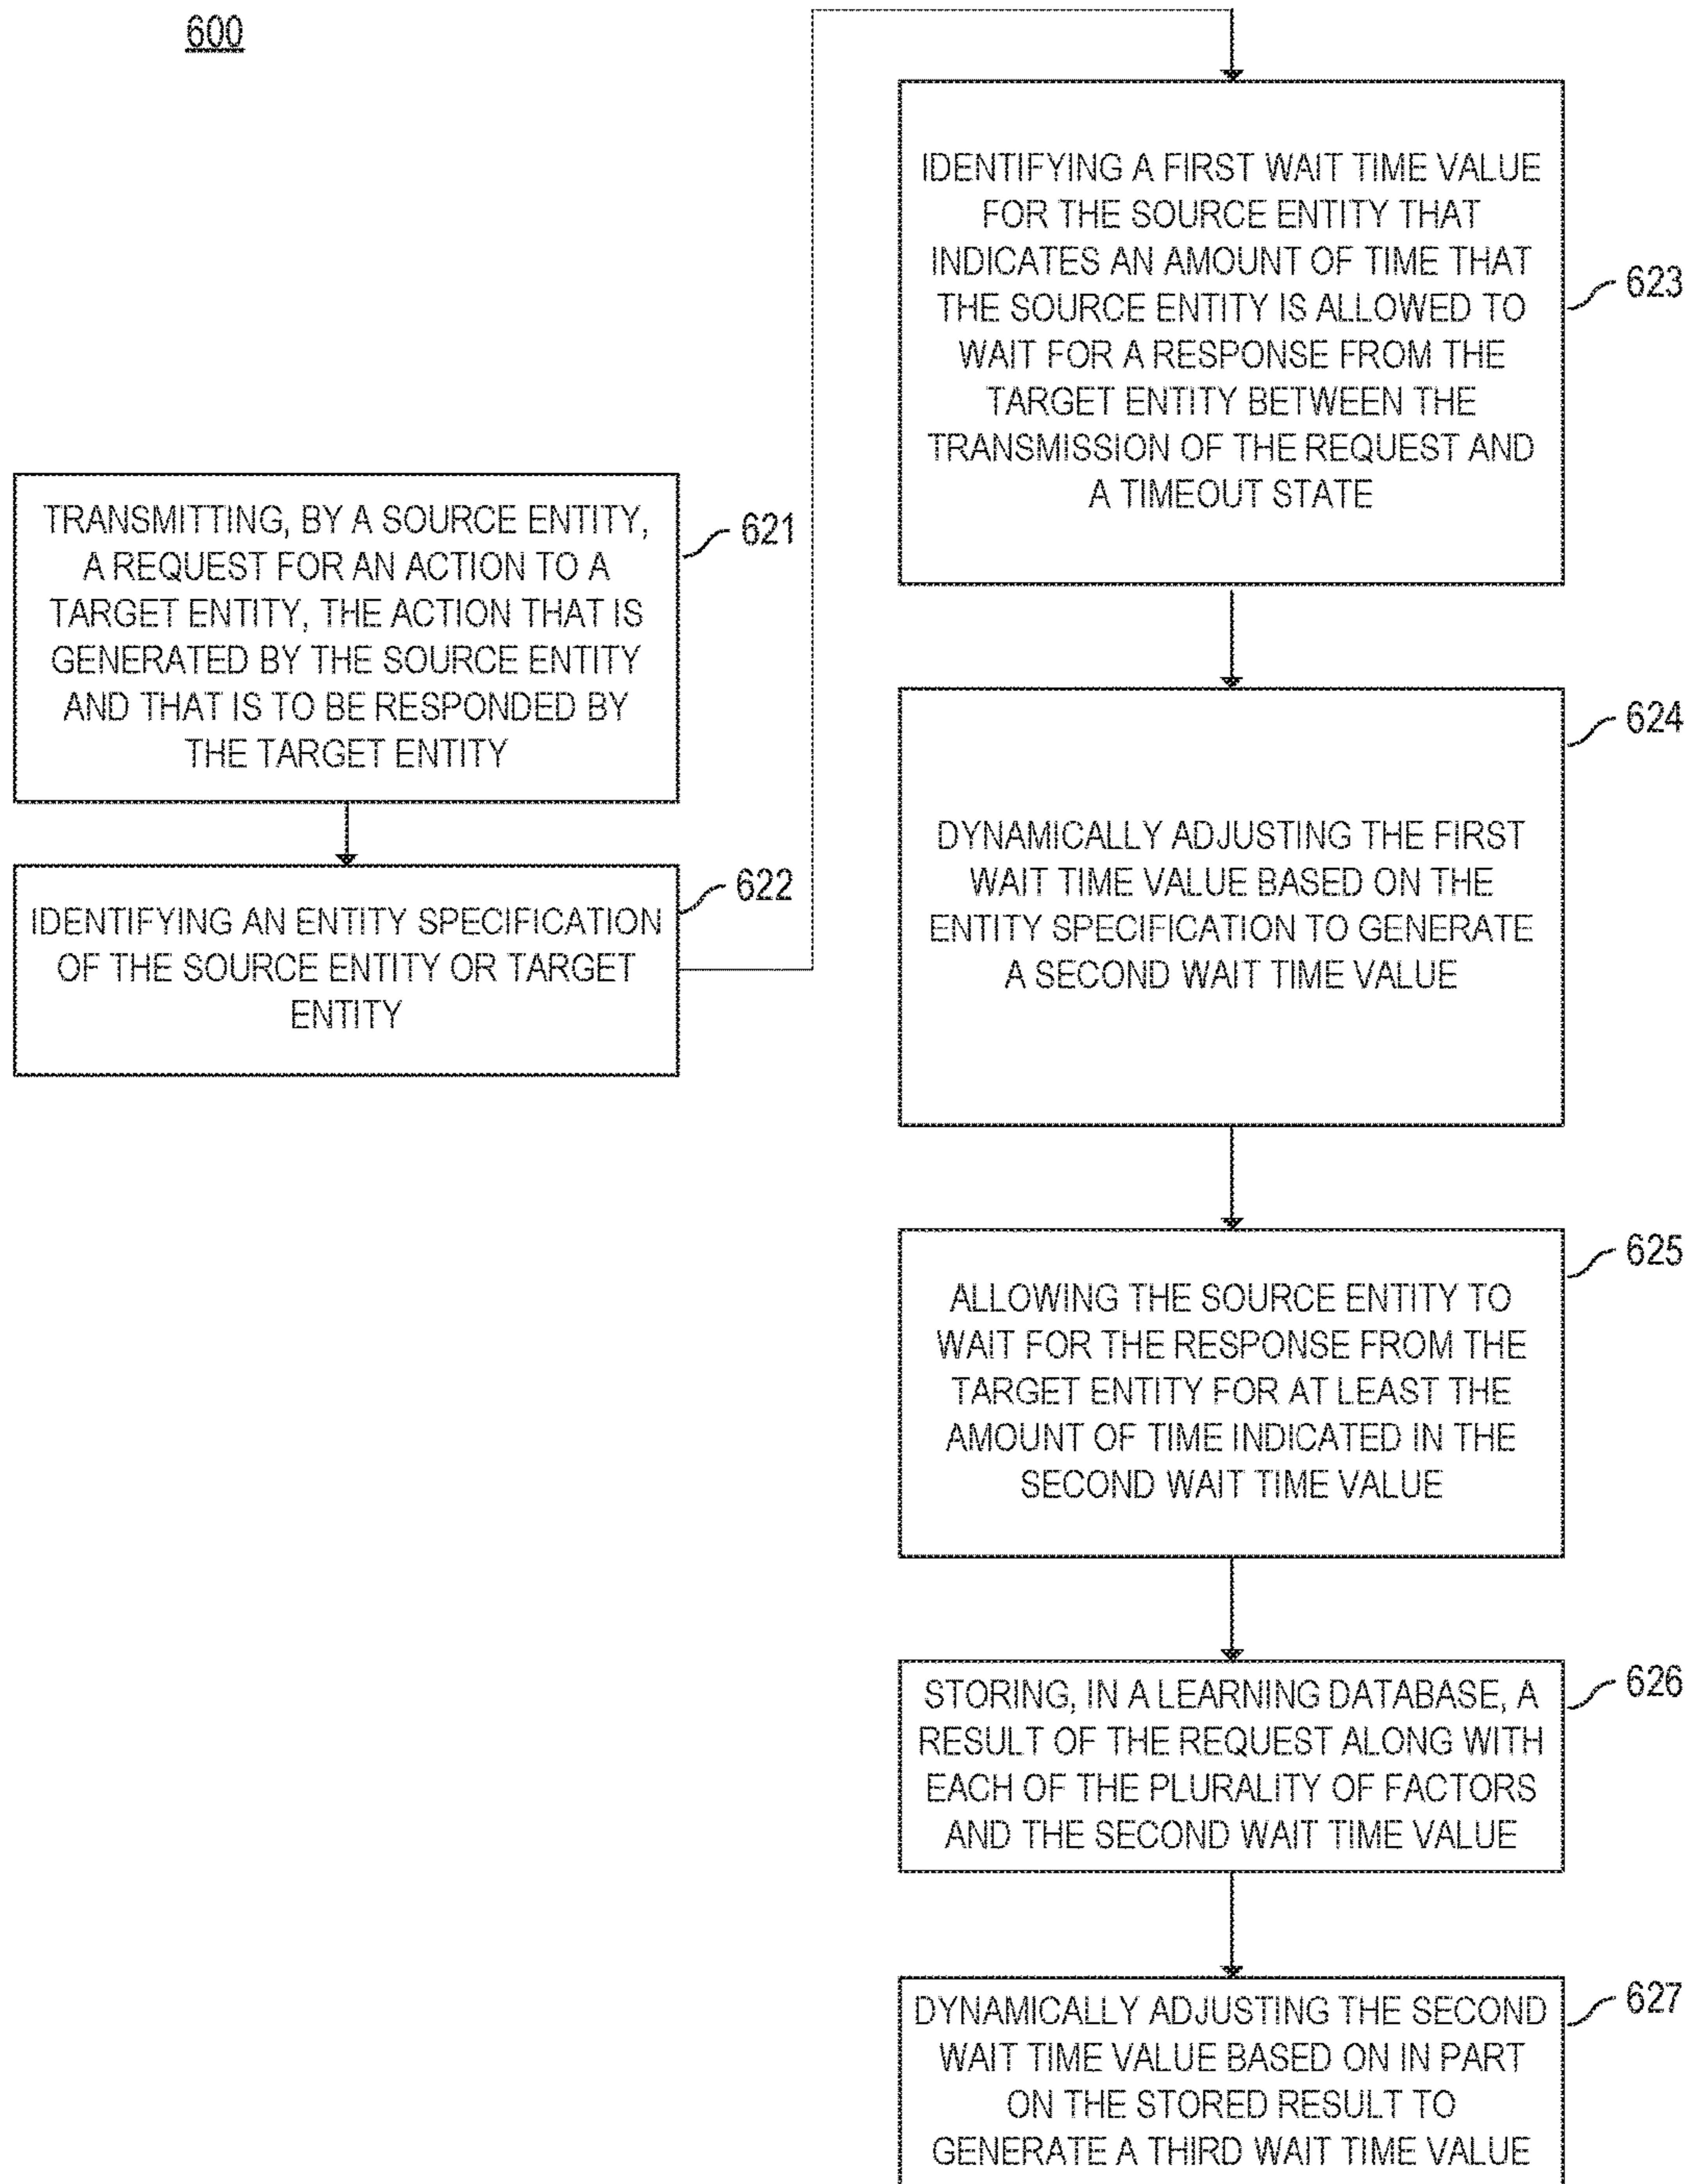 600
TRANSMITTING, BY A SOURCE ENTITY,
A REQUEST FOR AN ACTION TO A
TARGET ENTITY, THE ACTION THAT IS
GENERATED BY THE SOURCE ENTITY
AND THAT IS TO BE RESPONDED BY
THE TARGET ENTITY
621
IDENTIFYING AN ENTITY SPECIFICATION
OF THE SOURCE ENTITY OR TARGET
ENTITY
622
IDENTIFYING A FIRST WAIT TIME VALUE
FOR THE SOURCE ENTITY THAT
INDICATES AN AMOUNT OF TIME THAT
THE SOURCE ENTITY IS ALLOWED TO
WAIT FOR A RESPONSE FROM THE
TARGET ENTITY BETWEEN THE
TRANSMISSION OF THE REQUEST AND
A TIMEOUT STATE
623
DYNAMICALLY ADJUSTING THE FIRST
WAIT TIME VALUE BASED ON THE
ENTITY SPECIFICATION TO GENERATE
A SECOND WAIT TIME VALUE
624
ALLOWING THE SOURCE ENTITY TO
WAIT FOR THE RESPONSE FROM THE
TARGET ENTITY FOR AT LEAST THE
AMOUNT OF TIME INDICATED IN THE
SECOND WAIT TIME VALUE
625
STORING, IN A LEARNING DATABASE, A
RESULT OF THE REQUEST ALONG WITH
EACH OF THE PLURALITY OF FACTORS
AND THE SECOND WAIT TIME VALUE
626
DYNAMICALLY ADJUSTING THE SECOND
WAIT TIME VALUE BASED ON IN PART
ON THE STORED RESULT TO
GENERATE A THIRD WAIT TIME VALUE
627